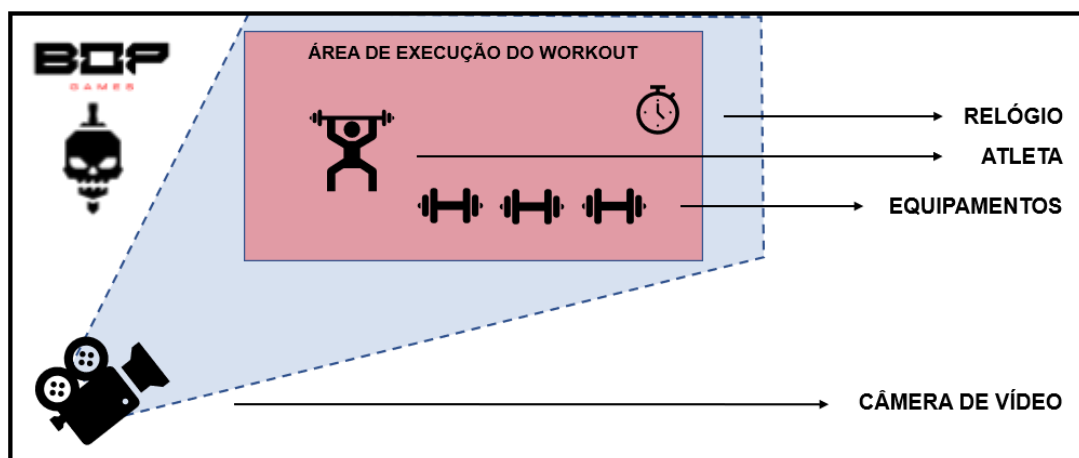 BOP
GAMES
ÁREA DE EXECUÇÃO DO WORKOUT
RELÓGIO
ATLETA
EQUIPAMENTOS
CÂMERA DE VÍDEO